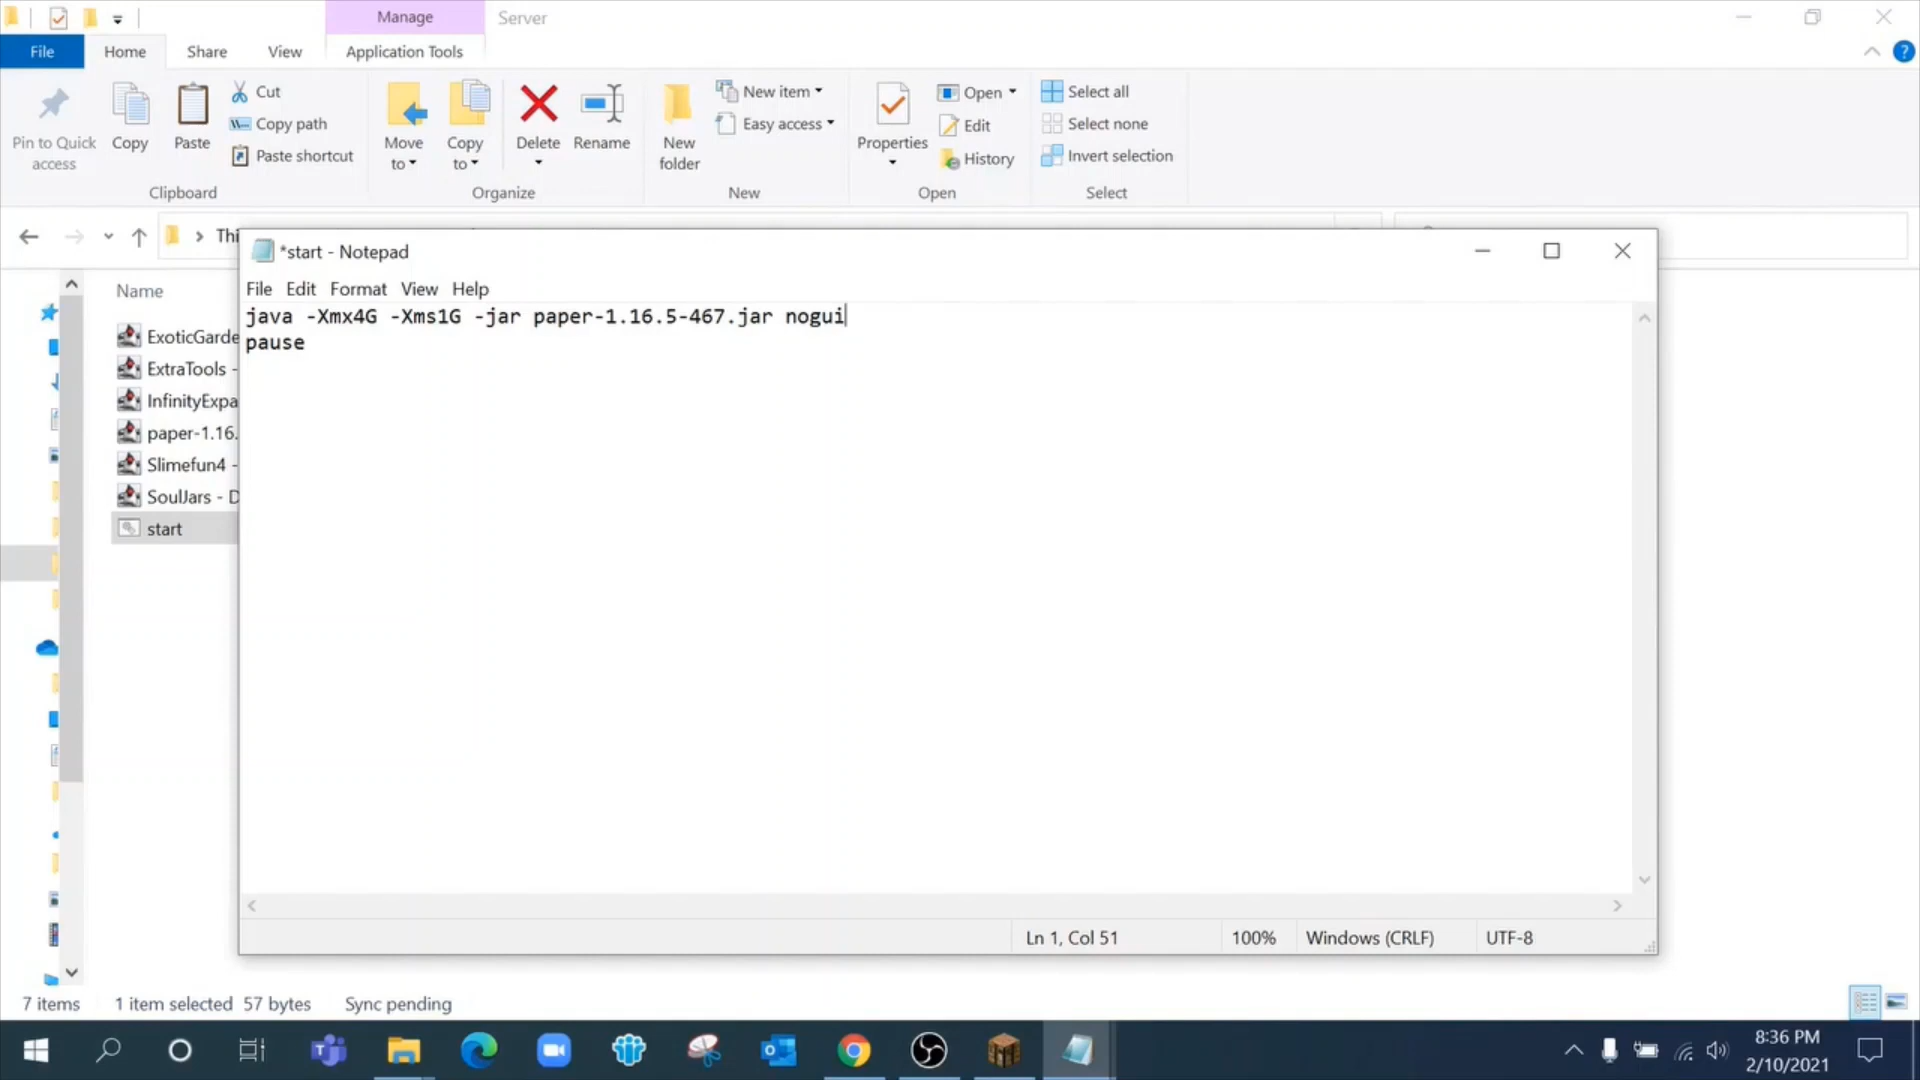 Manage
Server
File
Home
Share
View
Application Tools
Pin to Quick access
Copy
Paste
Cut
Copy path
Paste shortcut
Clipboard
Move to
Copy to
Delete
Rename
Organize
New folder
New item
Easy access
New
Properties
Open
Edit
History
Open
Select all
Select none
Invert selection
Select
Thi
*start - Notepad
File Edit Format View Help
java -Xmx4G -Xms1G -jar paper-1.16.5-467.jar nogui
pause
Name
ExoticGarde
ExtraTools -
InfinityExpa
paper-1.16.
Slimefun4 -
SoulJars - D
start
Ln 1, Col 51
100%
Windows (CRLF)
UTF-8
7 items
1 item selected 57 bytes
Sync pending
8:36 PM
2/10/2021